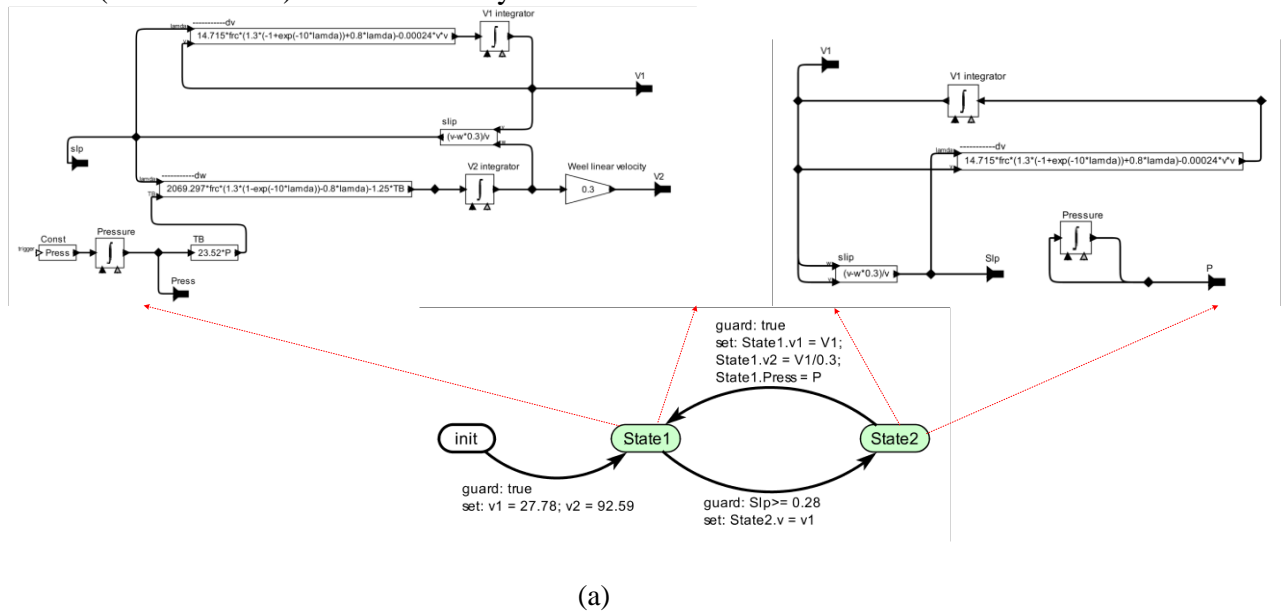 -----------dv
V1 integrator
lamda
14.715*frc*(1.3*(-1+exp(-10*lamda))+0.8*lamda)-0.00024*v*v
V1
slip
(v-w*0.3)/v
slp
-----------dw
V2 integrator
Weel linear velocity
lamda
2069.297*frc*(1.3*(1-exp(-10*lamda))-0.8*lamda)-1.25*TB
0.3
V2
TB
Const
Pressure
TB
trigger
Press
23.52*P
Press
V1
V1 integrator
-----------dv
lamda
14.715*frc*(1.3*(-1+exp(-10*lamda))+0.8*lamda)-0.00024*v*v
Pressure
slip
(v-w*0.3)/v
Slp
P
guard: true
set: State1.v1 = V1;
State1.v2 = V1/0.3;
State1.Press = P
init
State1
State2
guard: true
set: v1 = 27.78; v2 = 92.59
guard: Slp>= 0.28
set: State2.v = v1
(a)